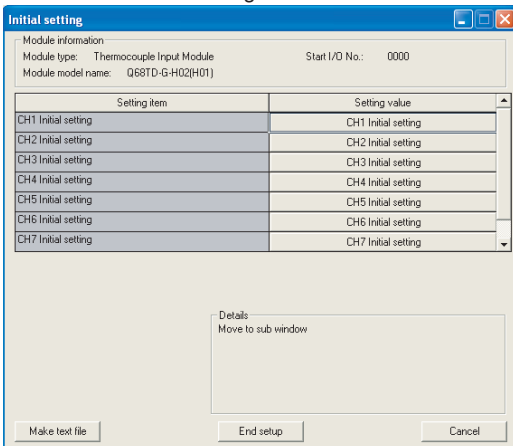 Initial setting
Module information
Module type: Thermocouple Input Module Start I/O No.: 0000
Module model name: Q68TD-G-H02(H01)
Setting item Setting value
CH1 Initial setting CH1 Initial setting
CH2 Initial setting CH2 Initial setting
CH3 Initial setting CH3 Initial setting
CH4 Initial setting CH4 Initial setting
CH5 Initial setting CH5 Initial setting
CH6 Initial setting CH6 Initial setting
CH7 Initial setting CH7 Initial setting
Details
Move to sub window
Make text file End setup Cancel